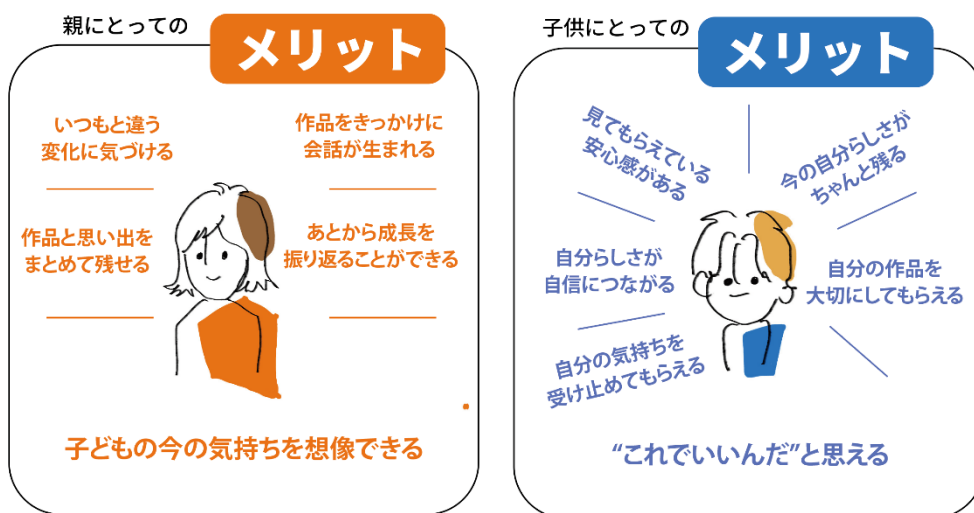 親にとっての
メリット
いつもと違う
変化に気づける
作品をきっかけに
会話が生まれる
作品と思い出を
まとめて残せる
あとから成長を
振り返ることができる
子どもの今の気持ちを想像できる
子供にとっての
メリット
見てもらえている
安心感がある
今の自分らしさが
ちゃんと残る
自分らしさが
自信につながる
自分の作品を
大切にしてもらえる
自分の気持ちを
受け止めてもらえる
“これでいいんだ”と思える